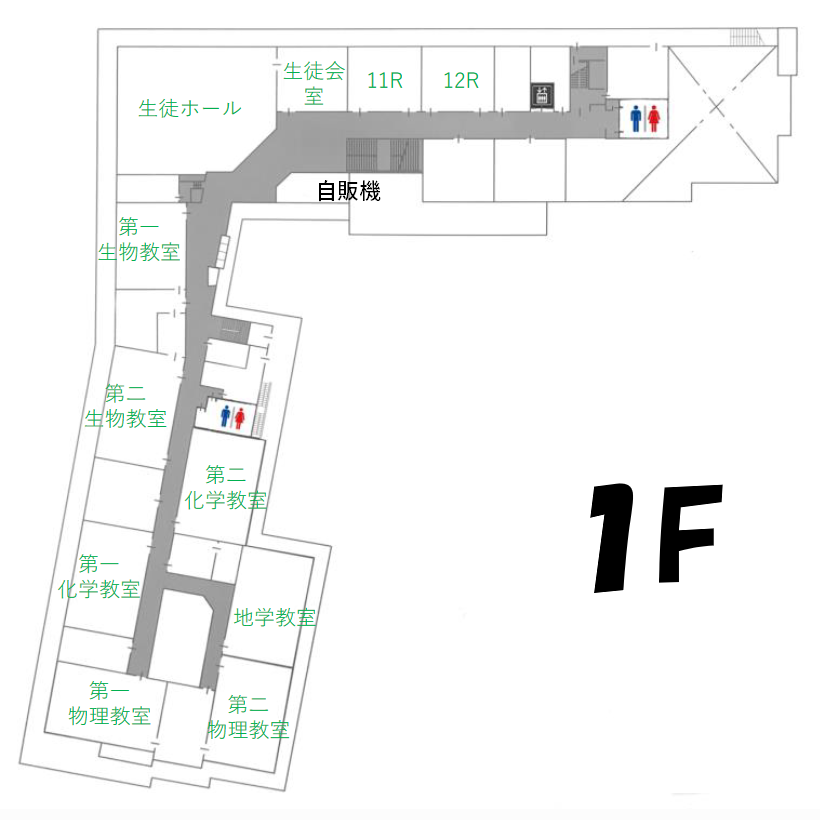 生徒ホール
生徒会
室
11R
12R
自販機
第一
生物教室
第二
生物教室
第二
化学教室
第一
化学教室
地学教室
第一
物理教室
第二
物理教室
1F